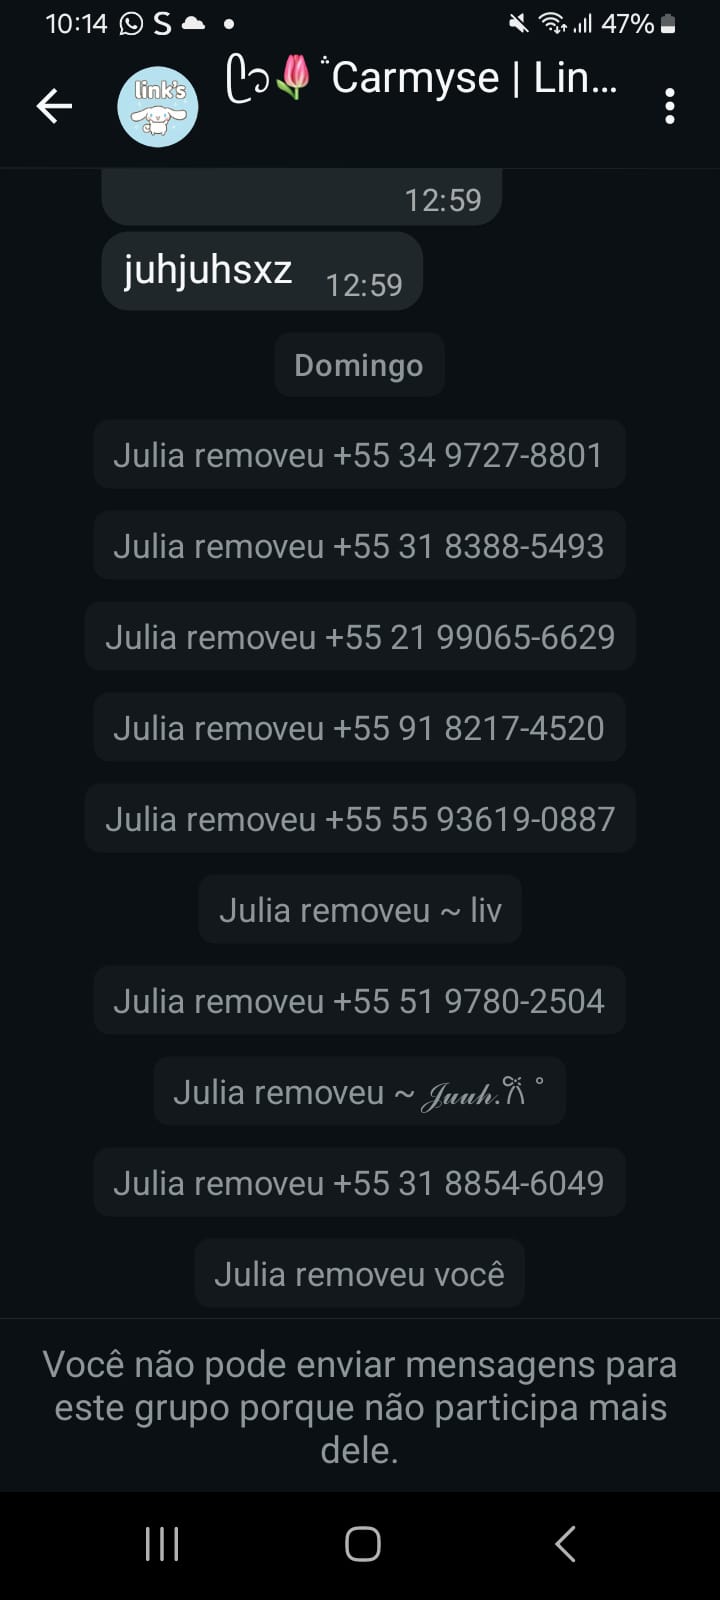 10:14 S 47%
link's
Carmyse | Lin...
12:59
juhjuhsxz 12:59
Domingo
Julia removeu +55 34 9727-8801
Julia removeu +55 31 8388-5493
Julia removeu +55 21 99065-6629
Julia removeu +55 91 8217-4520
Julia removeu +55 55 93619-0887
Julia removeu ~ liv
Julia removeu +55 51 9780-2504
Julia removeu ~ 𝒥𝓊𝓊𝒽.
Julia removeu +55 31 8854-6049
Julia removeu você
Você não pode enviar mensagens para
este grupo porque não participa mais
dele.